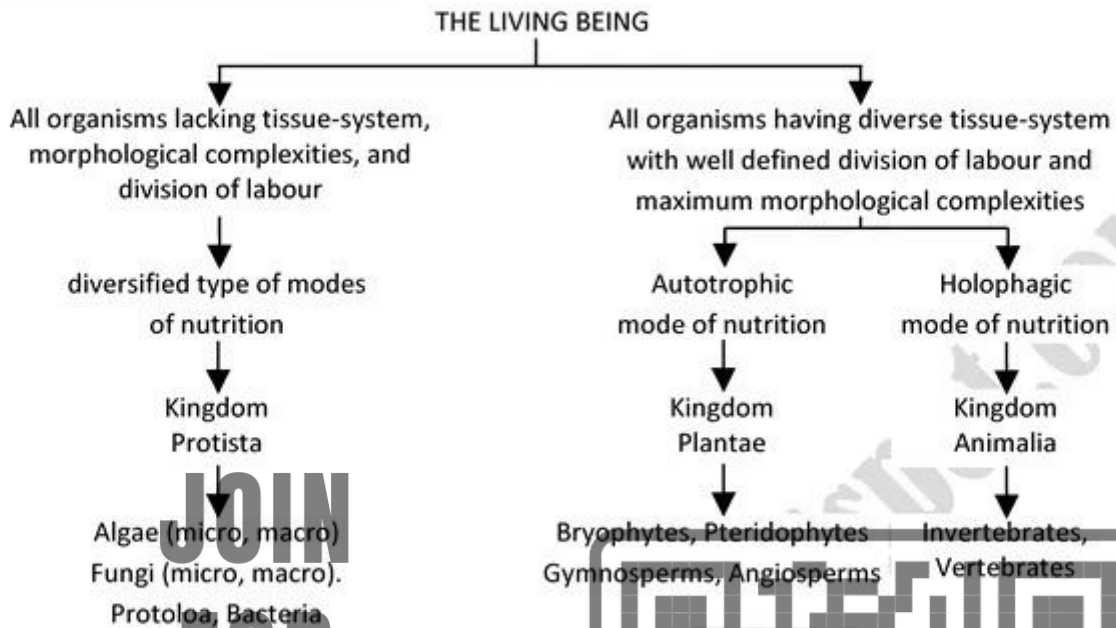 THE LIVING BEING
All organisms lacking tissue-system,
morphological complexities, and
division of labour
All organisms having diverse tissue-system
with well defined division of labour and
maximum morphological complexities
diversified type of modes
of nutrition
Autotrophic
mode of nutrition
Holophagic
mode of nutrition
Kingdom
Protista
Kingdom
Plantae
Kingdom
Animalia
Algae (micro, macro)
Fungi (micro, macro).
Protoloa, Bacteria
Bryophytes, Pteridophytes
Gymnosperms, Angiosperms
Invertebrates,
Vertebrates
JOIN